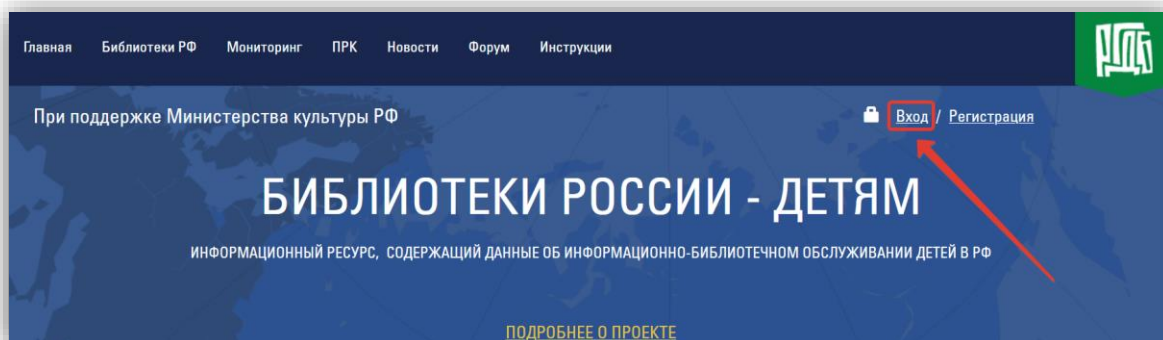 Главная Библиотеки РФ Мониторинг ПРК Новости Форум Инструкции
РГДБ
При поддержке Министерства культуры РФ
Вход / Регистрация
БИБЛИОТЕКИ РОССИИ - ДЕТЯМ
ИНФОРМАЦИОННЫЙ РЕСУРС, СОДЕРЖАЩИЙ ДАННЫЕ ОБ ИНФОРМАЦИОННО-БИБЛИОТЕЧНОМ ОБСЛУЖИВАНИИ ДЕТЕЙ В РФ
ПОДРОБНЕЕ О ПРОЕКТЕ